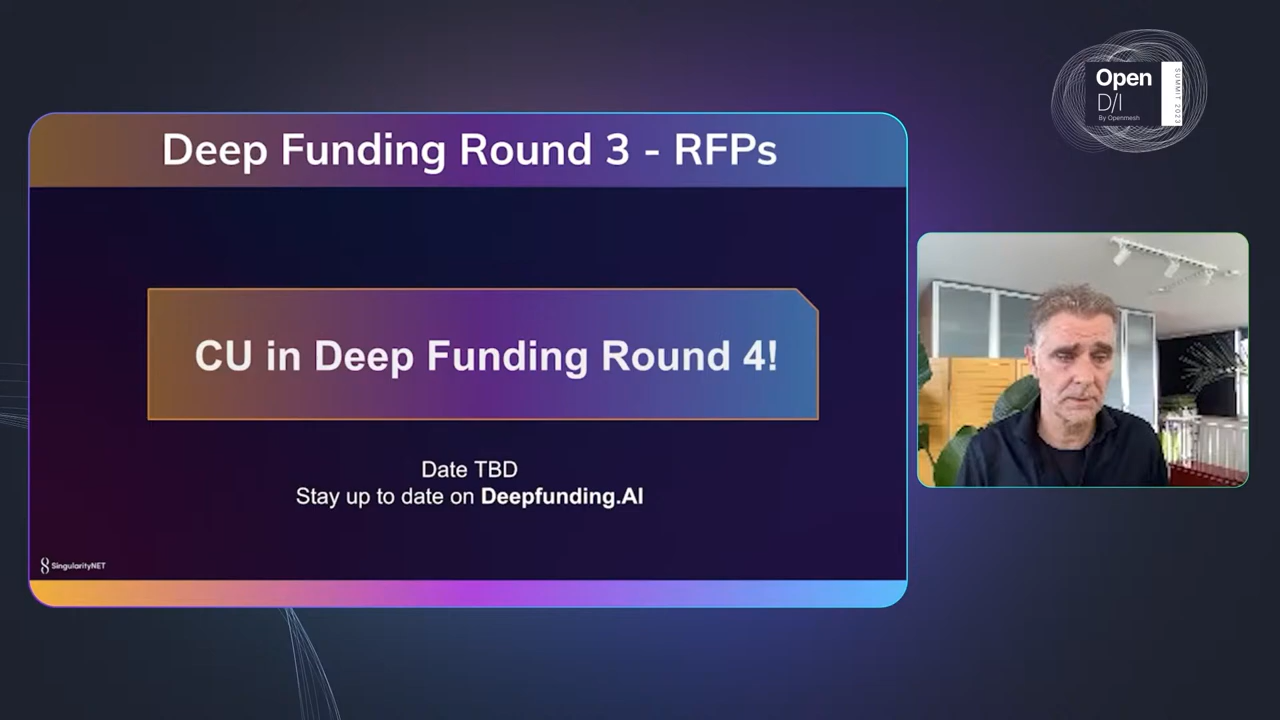 Open
D/I
By Openmesh
SUMMIT 2023
Deep Funding Round 3 - RFPs
CU in Deep Funding Round 4!
Date TBD
Stay up to date on Deepfunding.AI
SingularityNET